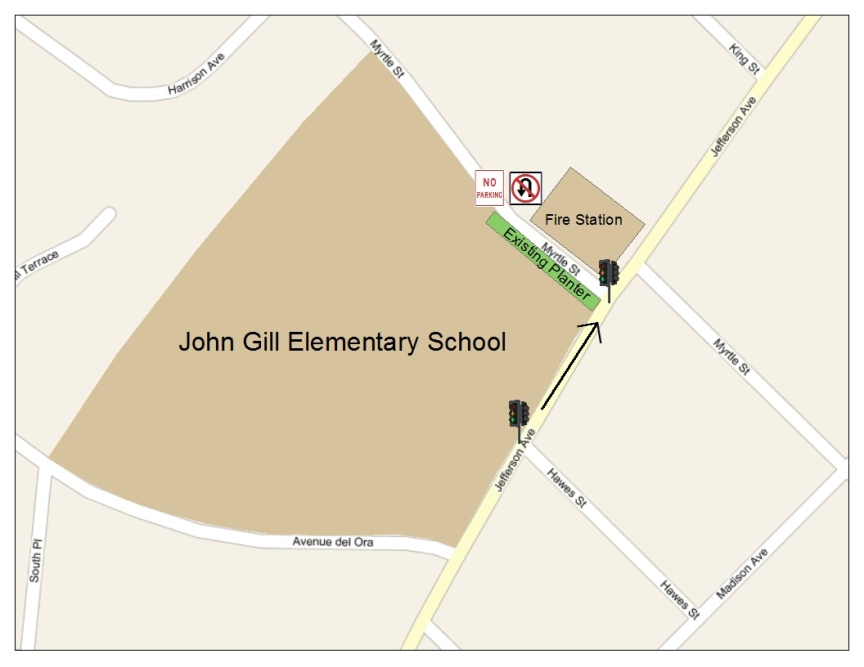 Myrtle St
King St
Harrison Ave
Jefferson Ave
NO
PARKING
Fire Station
Myrtle St
Existing Planter
Terrace
John Gill Elementary School
Myrtle St
Jefferson Ave
Hawes St
Avenue del Ora
South Pl
Madison Ave
Hawes St